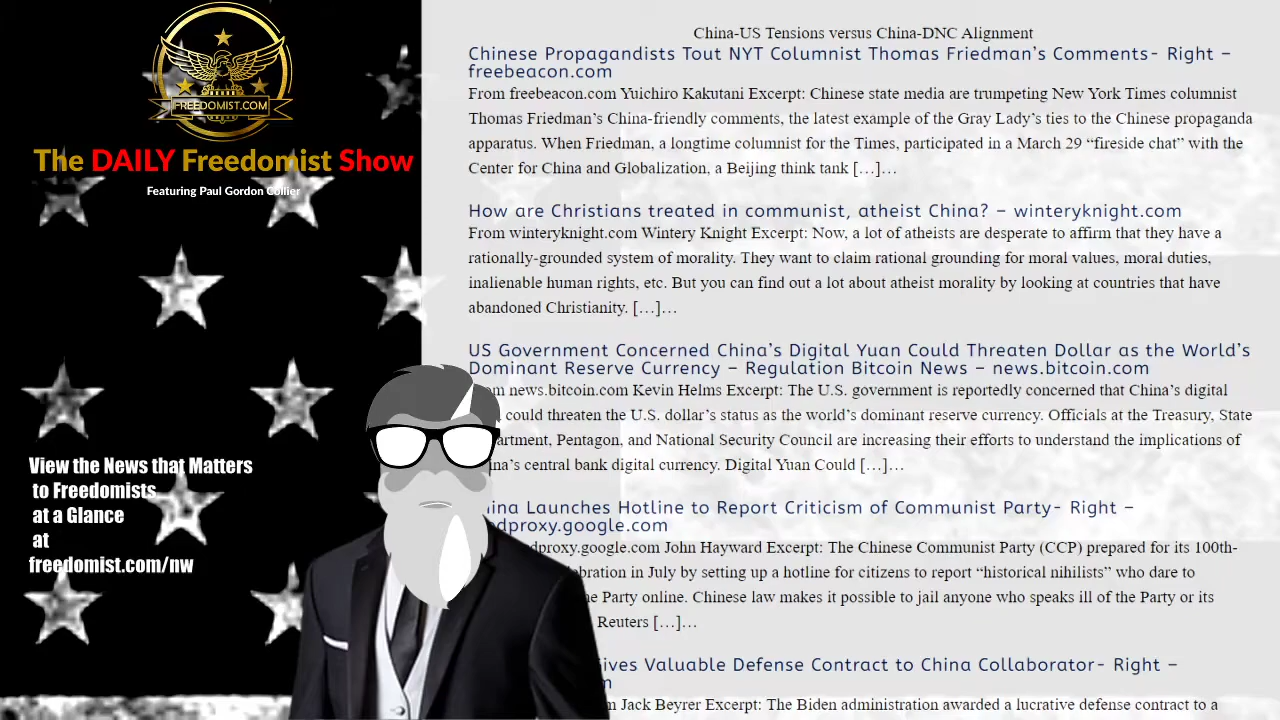 FREEDOMIST.COM
The DAILY Freedomist Show
Featuring Paul Gordon Collier
View the News that Matters
to Freedomists
at a Glance
at
freedomist.com/nw
China-US Tensions versus China-DNC Alignment
Chinese Propagandists Tout NYT Columnist Thomas Friedman’s Comments- Right –
freebeacon.com
From freebeacon.com Yuichiro Kakutani Excerpt: Chinese state media are trumpeting New York Times columnist
Thomas Friedman’s China-friendly comments, the latest example of the Gray Lady’s ties to the Chinese propaganda
apparatus. When Friedman, a longtime columnist for the Times, participated in a March 29 “fireside chat” with the
Center for China and Globalization, a Beijing think tank […]…
How are Christians treated in communist, atheist China? – winteryknight.com
From winteryknight.com Wintery Knight Excerpt: Now, a lot of atheists are desperate to affirm that they have a
rationally-grounded system of morality. They want to claim rational grounding for moral values, moral duties,
inalienable human rights, etc. But you can find out a lot about atheist morality by looking at countries that have
abandoned Christianity. […]…
US Government Concerned China’s Digital Yuan Could Threaten Dollar as the World’s
Dominant Reserve Currency – Regulation Bitcoin News – news.bitcoin.com
news.bitcoin.com Kevin Helms Excerpt: The U.S. government is reportedly concerned that China’s digital
could threaten the U.S. dollar’s status as the world’s dominant reserve currency. Officials at the Treasury, State
artment, Pentagon, and National Security Council are increasing their efforts to understand the implications of
na’s central bank digital currency. Digital Yuan Could […]…
ina Launches Hotline to Report Criticism of Communist Party- Right –
edproxy.google.com
dproxy.google.com John Hayward Excerpt: The Chinese Communist Party (CCP) prepared for its 100th-
ebration in July by setting up a hotline for citizens to report “historical nihilists” who dare to
e Party online. Chinese law makes it possible to jail anyone who speaks ill of the Party or its
Reuters […]…
ives Valuable Defense Contract to China Collaborator- Right –
m
Jack Beyrer Excerpt: The Biden administration awarded a lucrative defense contract to a